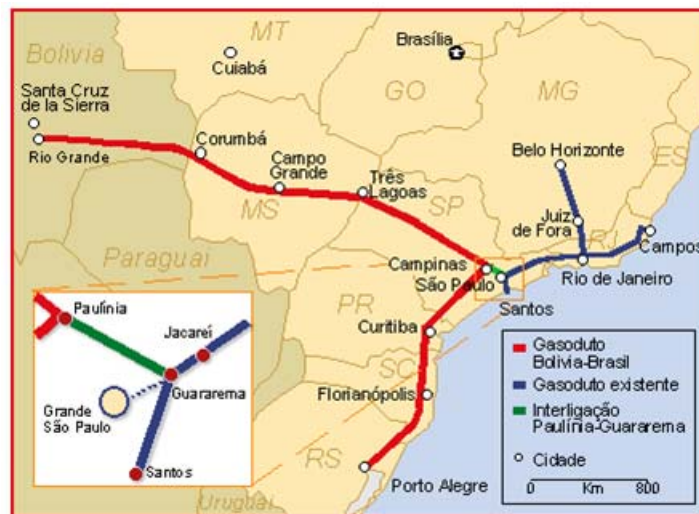 MT
Brasília
Bolivia
Cuiabá
GO
MG
Santa Cruz
de la Sierra
Rio Grande
Corumbá
Campo
Grande
Três
Lagoas
Belo Horizonte
ES
MS
SP
Juiz
de Fora
RJ
Campos
Paraguai
Campinas
São Paulo
Rio de Janeiro
Santos
PR
Curitiba
SC
Florianópolis
RS
Porto Alegre
Uruguai
Paulínia
Jacareí
Guararema
Grande
São Paulo
Santos
Gasoduto
Bolivia-Brasil
Gasoduto existente
Interligação
Paulínia-Guararema
Cidade
0 Km 800